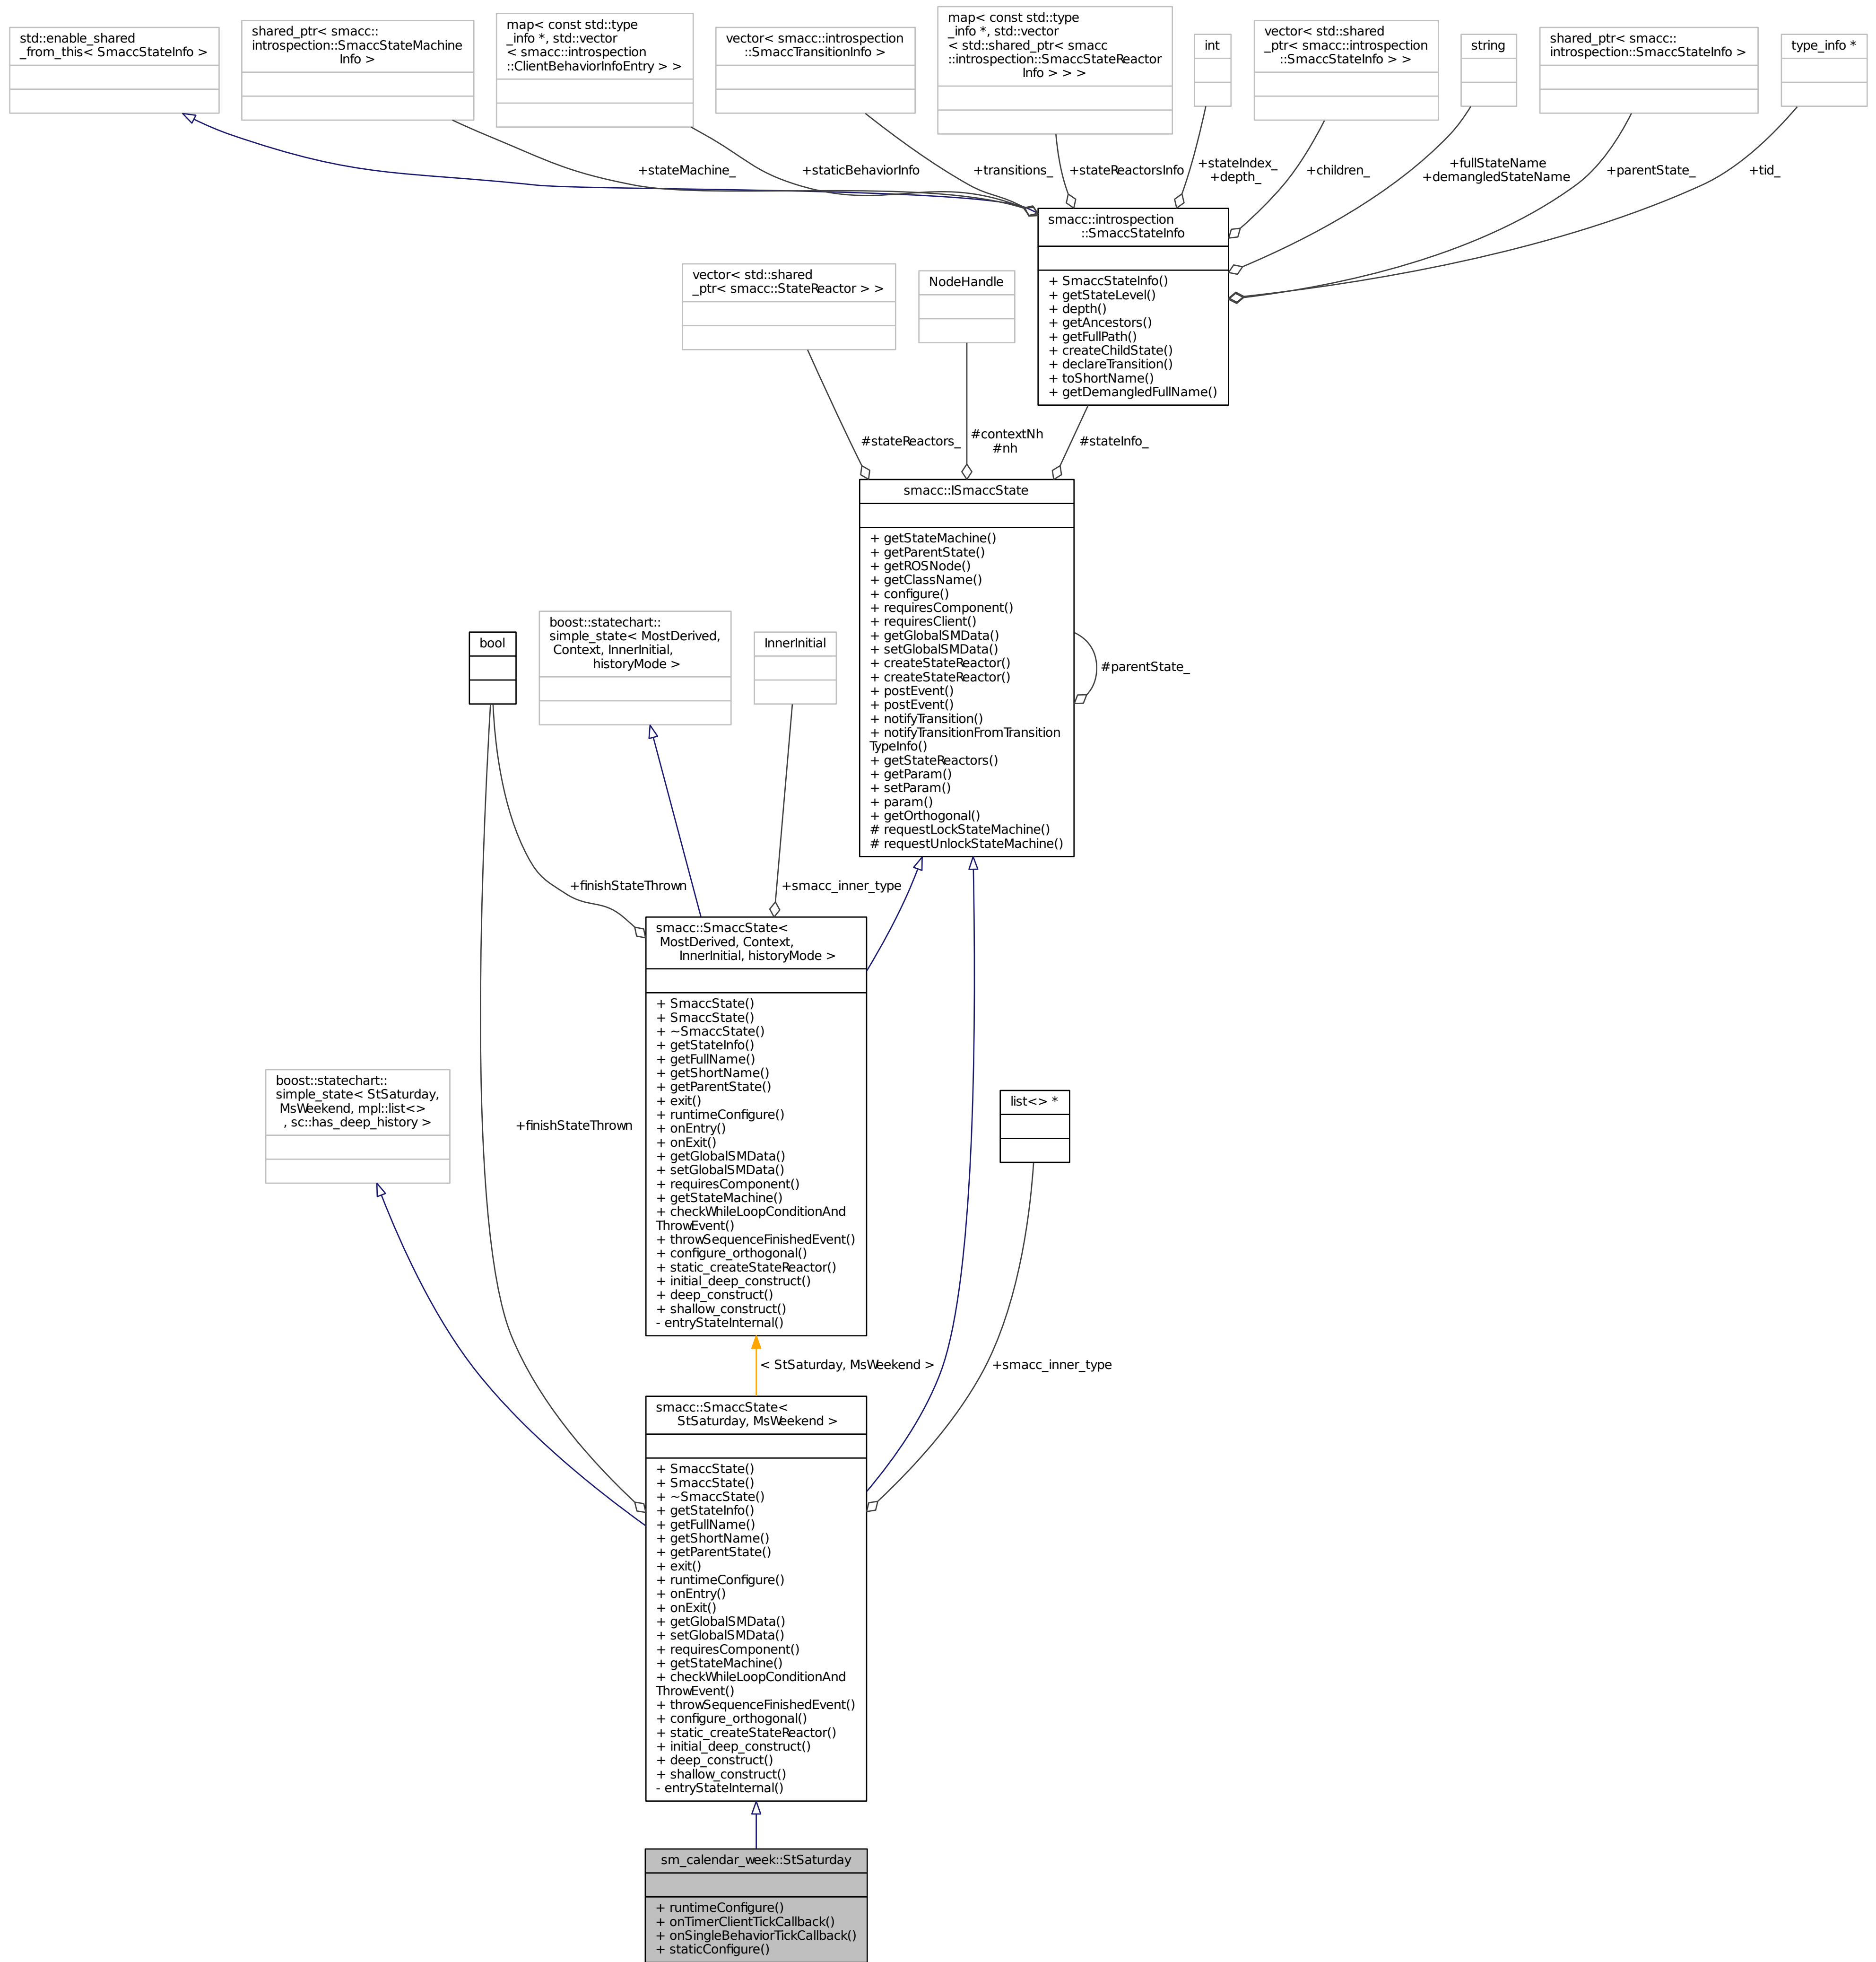 std::enable_shared
_from_this< SmaccStateInfo >
shared_ptr< smacc::
introspection::SmaccStateMachine
Info >
map< const std::type
_info *, std::vector
< smacc::introspection
::ClientBehaviorInfoEntry > >
vector< smacc::introspection
::SmaccTransitionInfo >
map< const std::type
_info *, std::vector
< std::shared_ptr< smacc
::introspection::SmaccStateReactor
Info > > >
int
vector< std::shared
_ptr< smacc::introspection
::SmaccStateInfo > >
string
shared_ptr< smacc::
introspection::SmaccStateInfo >
type_info *
+stateMachine_
+staticBehaviorInfo
+transitions_
+stateReactorsInfo
+stateIndex_
+depth_
+children_
+fullStateName
+demangledStateName
+parentState_
+tid_
smacc::introspection
::SmaccStateInfo
+ SmaccStateInfo()
+ getStateLevel()
+ depth()
+ getAncestors()
+ getFullPath()
+ createChildState()
+ declareTransition()
+ toShortName()
+ getDemangledFullName()
vector< std::shared
_ptr< smacc::StateReactor > >
NodeHandle
#stateReactors_
#contextNh
#nh
#stateInfo_
smacc::ISmaccState
+ getStateMachine()
+ getParentState()
+ getROSNode()
+ getClassName()
+ configure()
+ requiresComponent()
+ requiresClient()
+ getGlobalSMData()
+ setGlobalSMData()
+ createStateReactor()
+ createStateReactor()
+ postEvent()
+ postEvent()
+ notifyTransition()
+ notifyTransitionFromTransition
TypeInfo()
+ getStateReactors()
+ getParam()
+ setParam()
+ param()
+ getOrthogonal()
# requestLockStateMachine()
# requestUnlockStateMachine()
#parentState_
bool
boost::statechart::
simple_state< MostDerived,
Context, InnerInitial,
historyMode >
InnerInitial
+finishStateThrown
+smacc_inner_type
smacc::SmaccState<
MostDerived, Context,
InnerInitial, historyMode >
+ SmaccState()
+ SmaccState()
+ ~SmaccState()
+ getStateInfo()
+ getFullName()
+ getShortName()
+ getParentState()
+ exit()
+ runtimeConfigure()
+ onEntry()
+ onExit()
+ getGlobalSMData()
+ setGlobalSMData()
+ requiresComponent()
+ getStateMachine()
+ checkWhileLoopConditionAnd
ThrowEvent()
+ throwSequenceFinishedEvent()
+ configure_orthogonal()
+ static_createStateReactor()
+ initial_deep_construct()
+ deep_construct()
+ shallow_construct()
- entryStateInternal()
boost::statechart::
simple_state< StSaturday,
MsWeekend, mpl::list<>
, sc::has_deep_history >
+finishStateThrown
list<> *
< StSaturday, MsWeekend >
+smacc_inner_type
smacc::SmaccState<
StSaturday, MsWeekend >
+ SmaccState()
+ SmaccState()
+ ~SmaccState()
+ getStateInfo()
+ getFullName()
+ getShortName()
+ getParentState()
+ exit()
+ runtimeConfigure()
+ onEntry()
+ onExit()
+ getGlobalSMData()
+ setGlobalSMData()
+ requiresComponent()
+ getStateMachine()
+ checkWhileLoopConditionAnd
ThrowEvent()
+ throwSequenceFinishedEvent()
+ configure_orthogonal()
+ static_createStateReactor()
+ initial_deep_construct()
+ deep_construct()
+ shallow_construct()
- entryStateInternal()
sm_calendar_week::StSaturday
+ runtimeConfigure()
+ onTimerClientTickCallback()
+ onSingleBehaviorTickCallback()
+ staticConfigure()